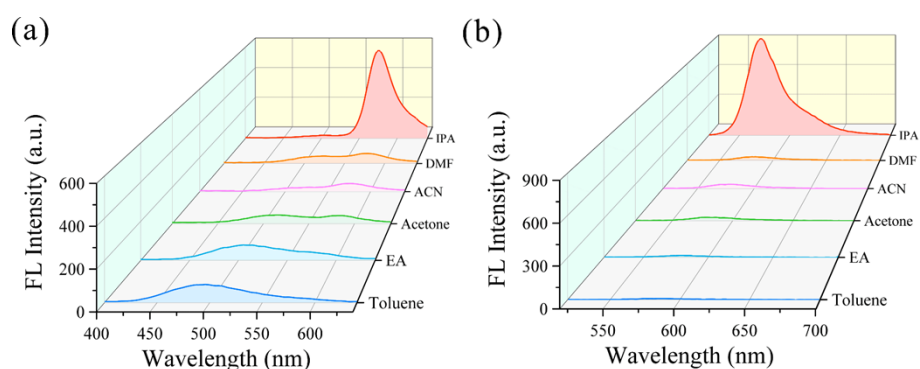 (a)
FL Intensity (a.u.)
600
400
200
0
400
450
500
550
600
Wavelength (nm)
IPA
DMF
ACN
Acetone
EA
Toluene
(b)
FL Intensity (a.u.)
900
600
300
0
550
600
650
700
Wavelength (nm)
IPA
DMF
ACN
Acetone
EA
Toluene